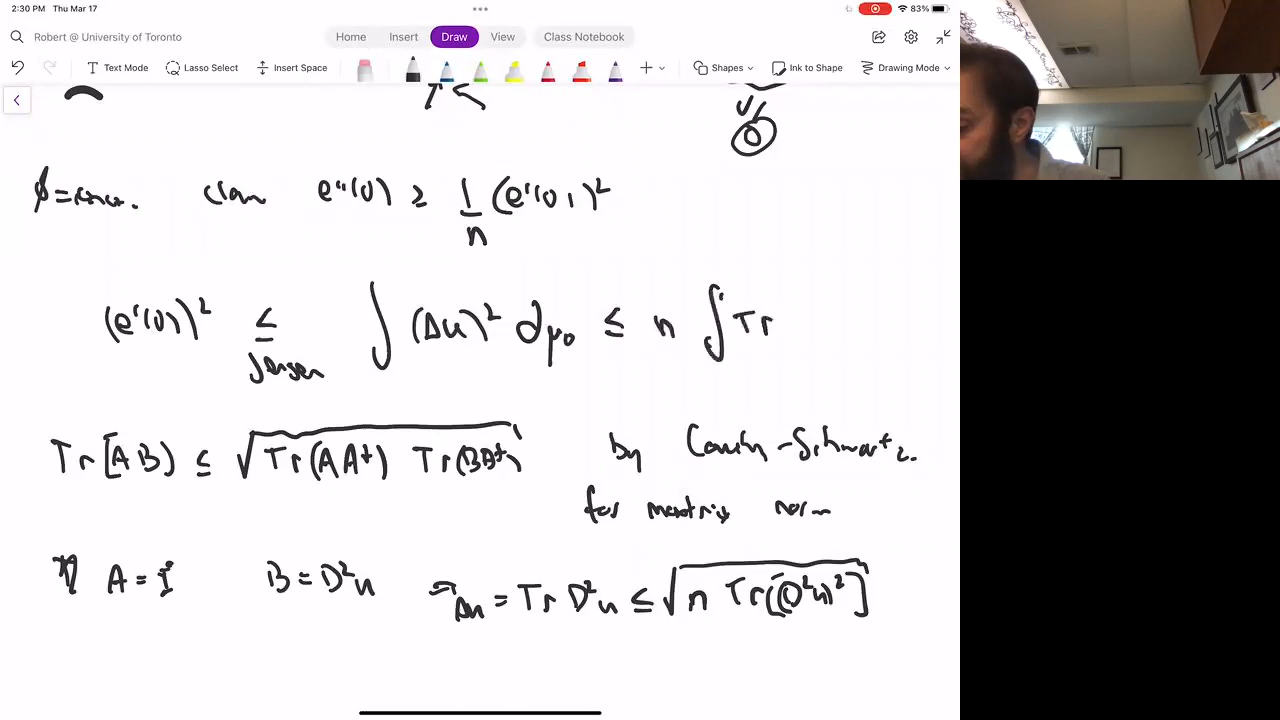 2:30 PM Thu Mar 17
83%
Robert @ University of Toronto
Home Insert Draw View Class Notebook
Text Mode Lasso Select Insert Space Shapes Ink to Shape Drawing Mode
0
ϕ = e''(0) ≥ 1/n (e'(0))²
(e'(0))² ≤ ∫ (Δu)² dμ₀ ≤ n ∫ Tr
Jensen
Tr[AB] ≤ √Tr(AA⁺) Tr(BB⁺) by Cauchy-Schwartz.
for matrix norm
A = I B = D²u ⇒ Δu = Tr D²u ≤ √n Tr[(D²u)²]